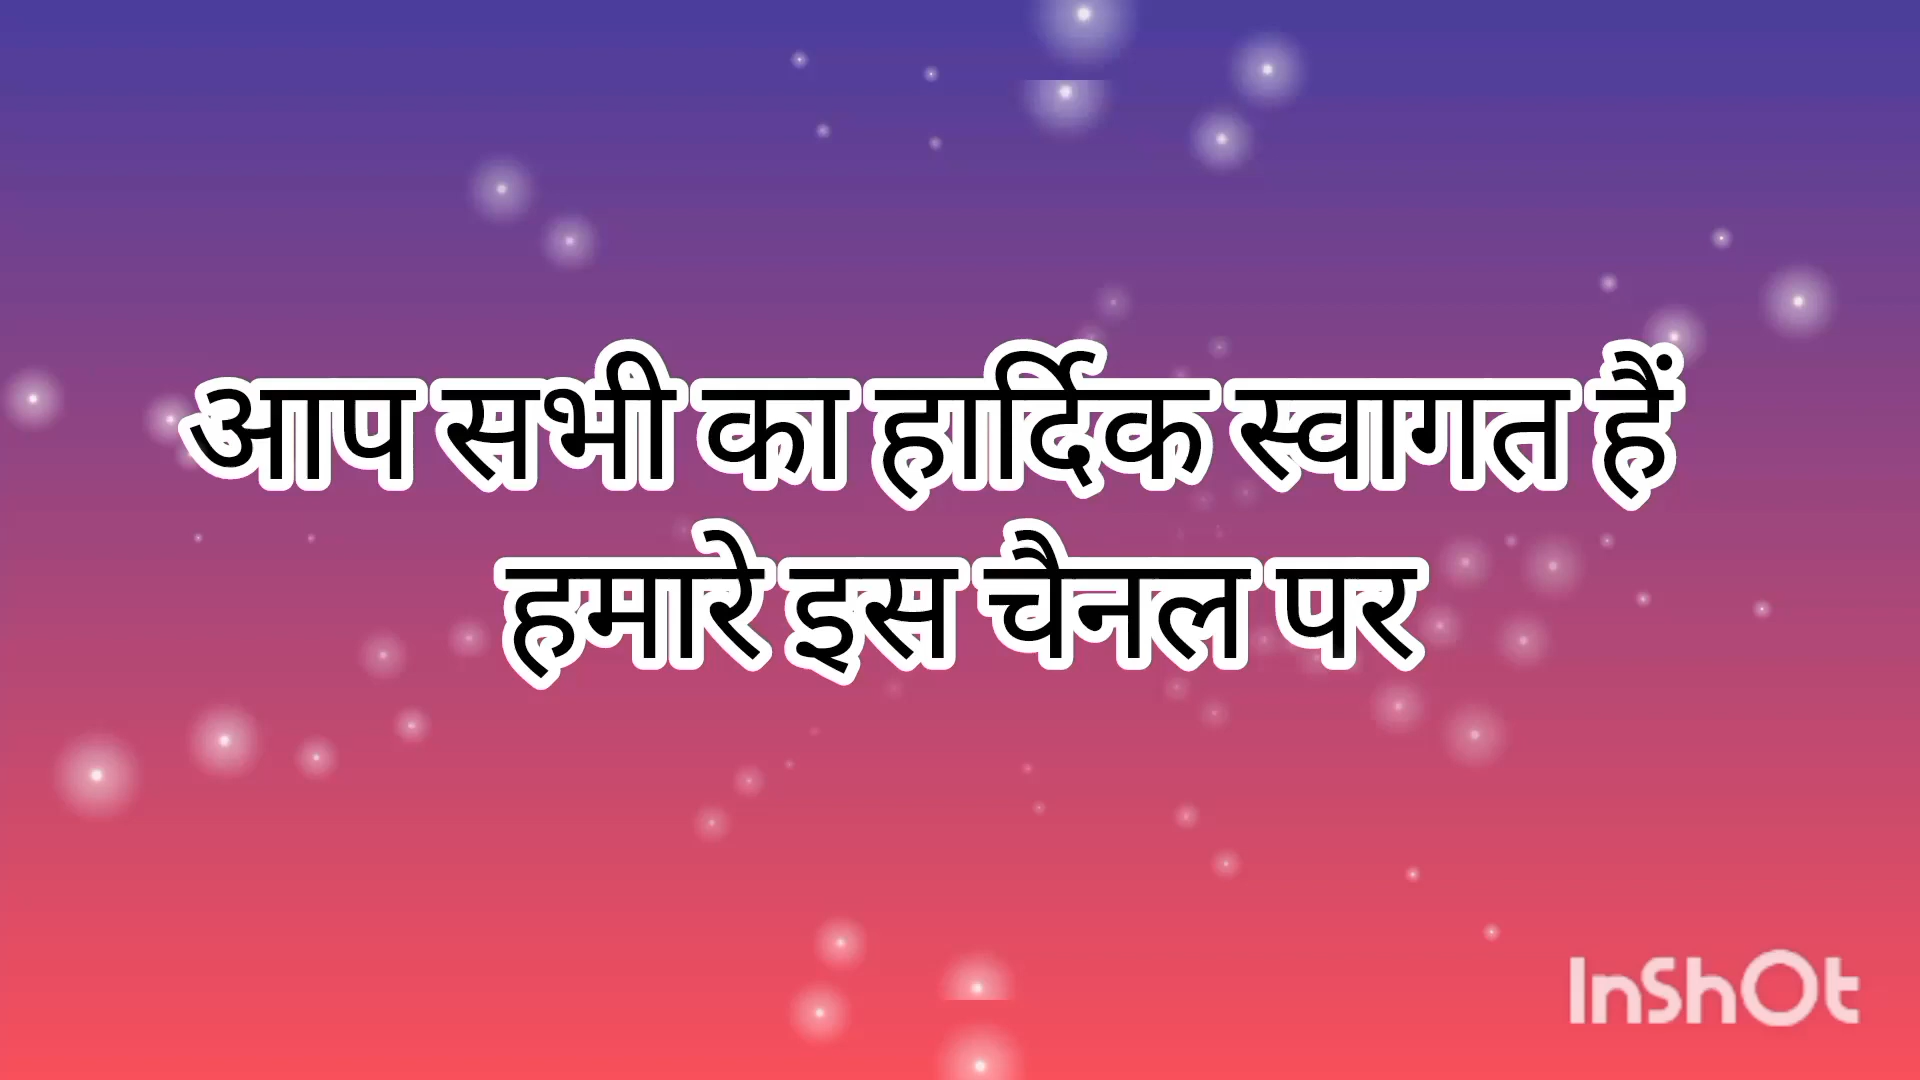 आप सभी का हार्दिक स्वागत हैं
हमारे इस चैनल पर
InShOt